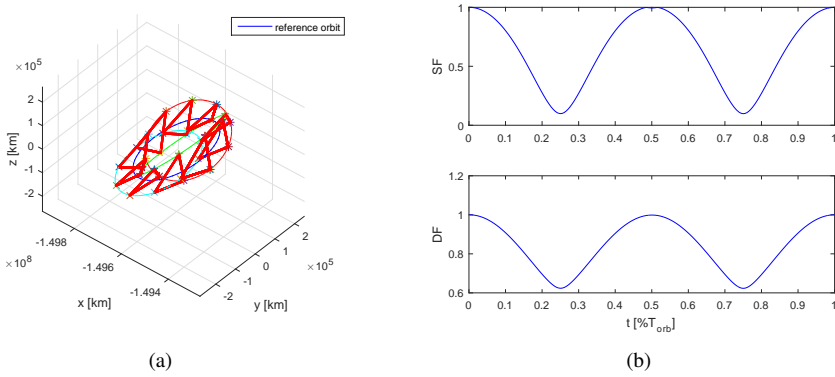 reference orbit
×10^5
z [km]
2
1
0
-1
-2
-1.498
-1.496
-1.494
×10^8
x [km]
-2
-1
0
1
2
×10^5
y [km]
(a)
SF
1
0.5
0
0 0.1 0.2 0.3 0.4 0.5 0.6 0.7 0.8 0.9 1
DF
1.2
1
0.8
0.6
0 0.1 0.2 0.3 0.4 0.5 0.6 0.7 0.8 0.9 1
t [%T_orb]
(b)